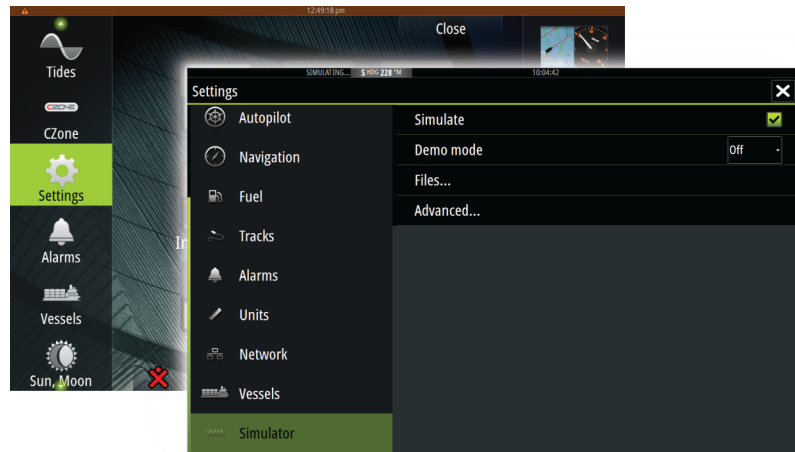 12:49:18 pm
Close
Tides
CZONE
CZone
Settings
Alarms
Vessels
Sun, Moon
SIMULATING... S HDG 228 °M
10:04:42
Settings
Autopilot
Navigation
Fuel
Tracks
Alarms
Units
Network
Vessels
Simulator
Simulate
Demo mode
Off
Files...
Advanced...